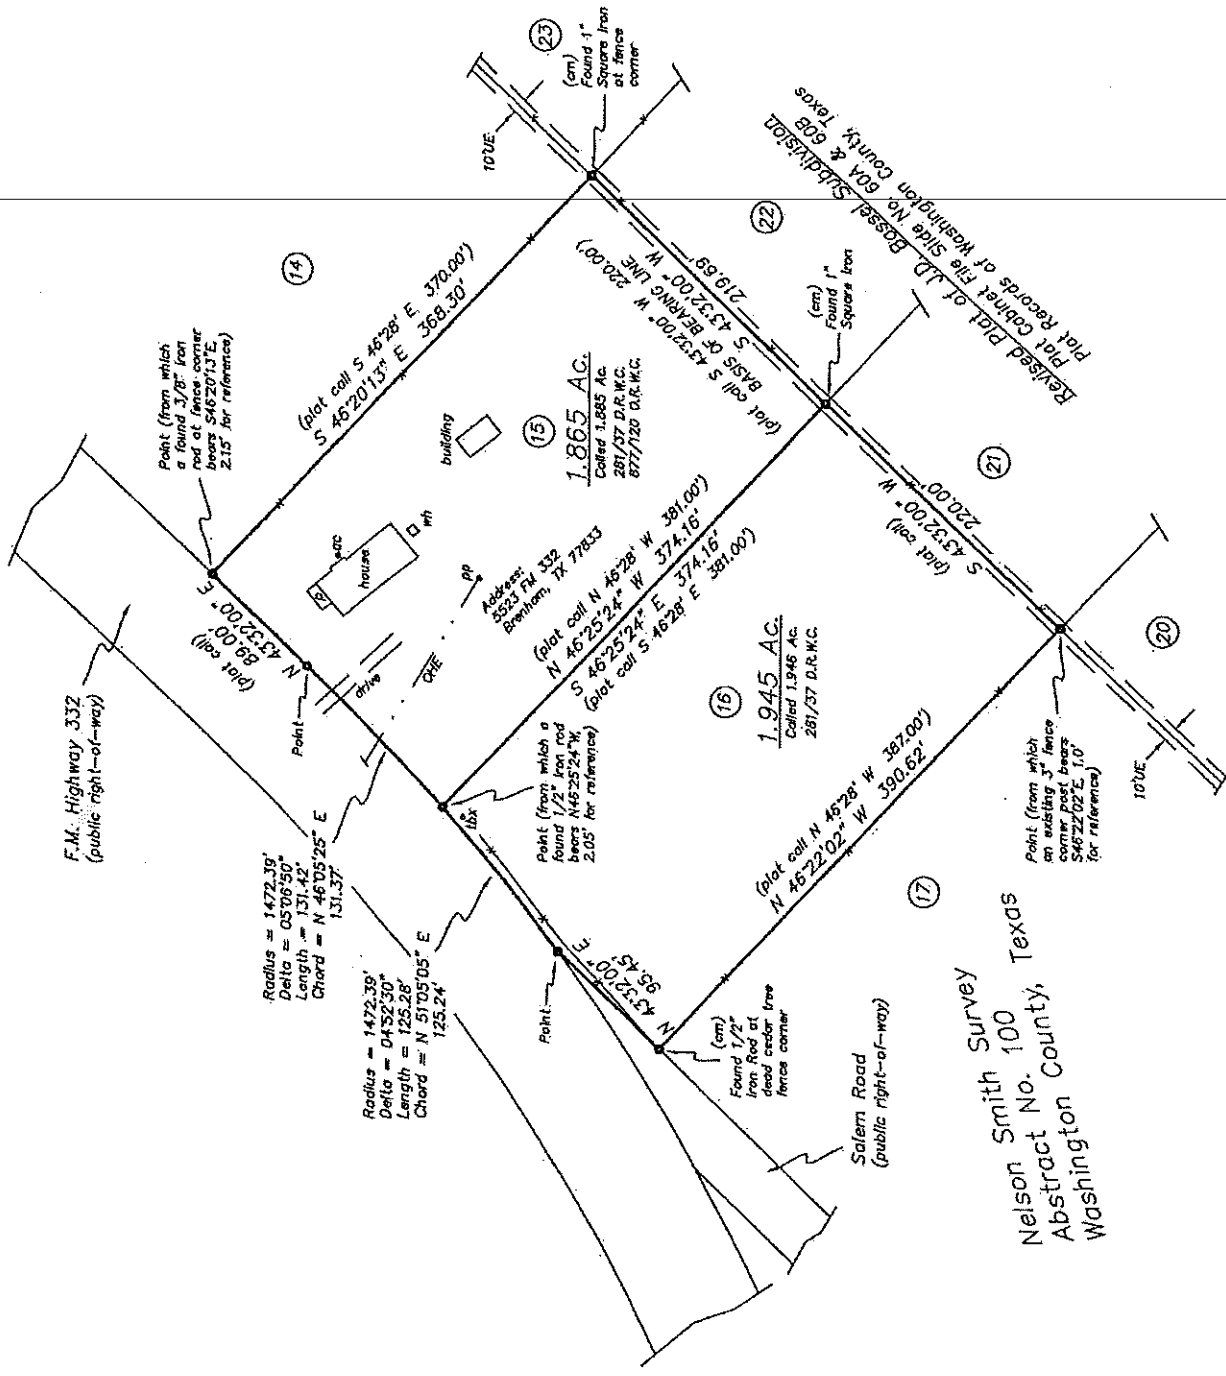 F.M. Highway 332
(public right-of-way)
Point (from which
a found 3/8" iron
rod at fence corner
bears S46°20'13"E,
2.15' for reference)
14
10'UE
23
(cm)
Found 1"
Square Iron
at fence
corner
N 43°32'00" E
89.00'
(plat call)
(plat call S 46°28' E 370.00')
S 46°20'13" E 368.30'
Point
drive
ac
house
wh
building
15
1.865 Ac.
Called 1.885 Ac.
281/37 D.R.W.C.
877/120 D.R.W.C.
OHE
PP
Address:
5523 FM 332
Brenham, TX 77833
22
S 43°32'00" W 219.69'
BASIS OF BEARING LINE
(plat call S 43°32'00" W 220.00')
(cm)
Found 1"
Square Iron
Revised Plat of J.D. Bassel Subdivision
Plat Cabinet File Slide No. 60A & 60B
Plat Records of Washington County, Texas
Radius = 1472.39'
Delta = 05°06'50"
Length = 131.42'
Chord = N 46°05'25" E
131.37'
(plat call N 46°28' W 381.00')
N 46°25'24" W 374.16'
S 46°25'24" E 374.16'
(plat call S 46°28' E 381.00')
tbx
Point (from which a
found 1/2" iron rod
bears N46°25'24"W,
2.05' for reference)
16
1.945 Ac.
Called 1.946 Ac.
281/37 D.R.W.C.
21
S 43°32'00" W 220.00'
(plat call)
Radius = 1472.39'
Delta = 04°52'30"
Length = 125.28'
Chord = N 51°05'05" E
125.24'
Point
N 43°32'00" E
95.45'
(plat call N 46°28' W 387.00')
N 46°22'02" W 390.62'
20
Point (from which
an existing 3" fence
corner post bears
S46°22'02"E, 1.0'
for reference)
10'UE
(cm)
Found 1/2"
Iron Rod at
dead cedar tree
fence corner
17
Salem Road
(public right-of-way)
Nelson Smith Survey
Abstract No. 100
Washington County, Texas